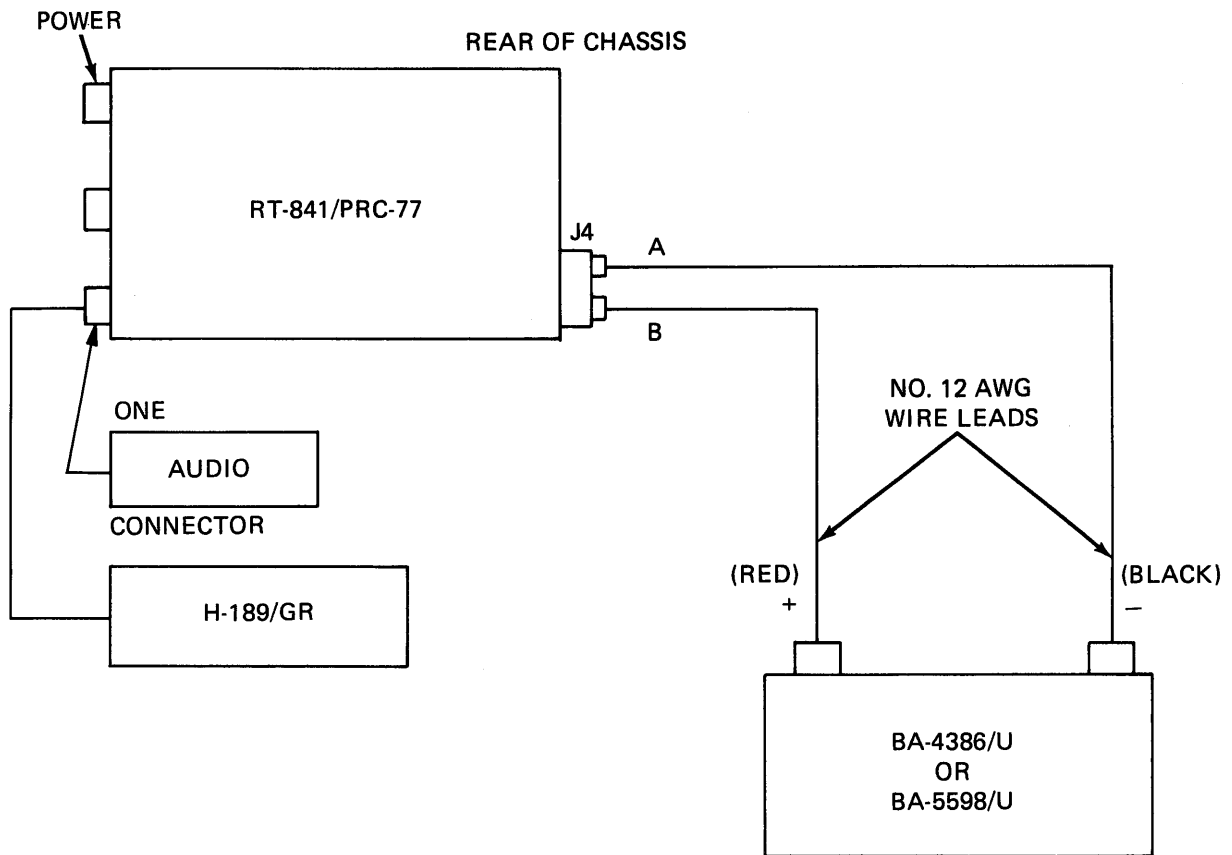 POWER
REAR OF CHASSIS
RT-841/PRC-77
J4
A
B
NO. 12 AWG
WIRE LEADS
ONE
AUDIO
CONNECTOR
H-189/GR
(RED)
+
(BLACK)
−
BA-4386/U
OR
BA-5598/U